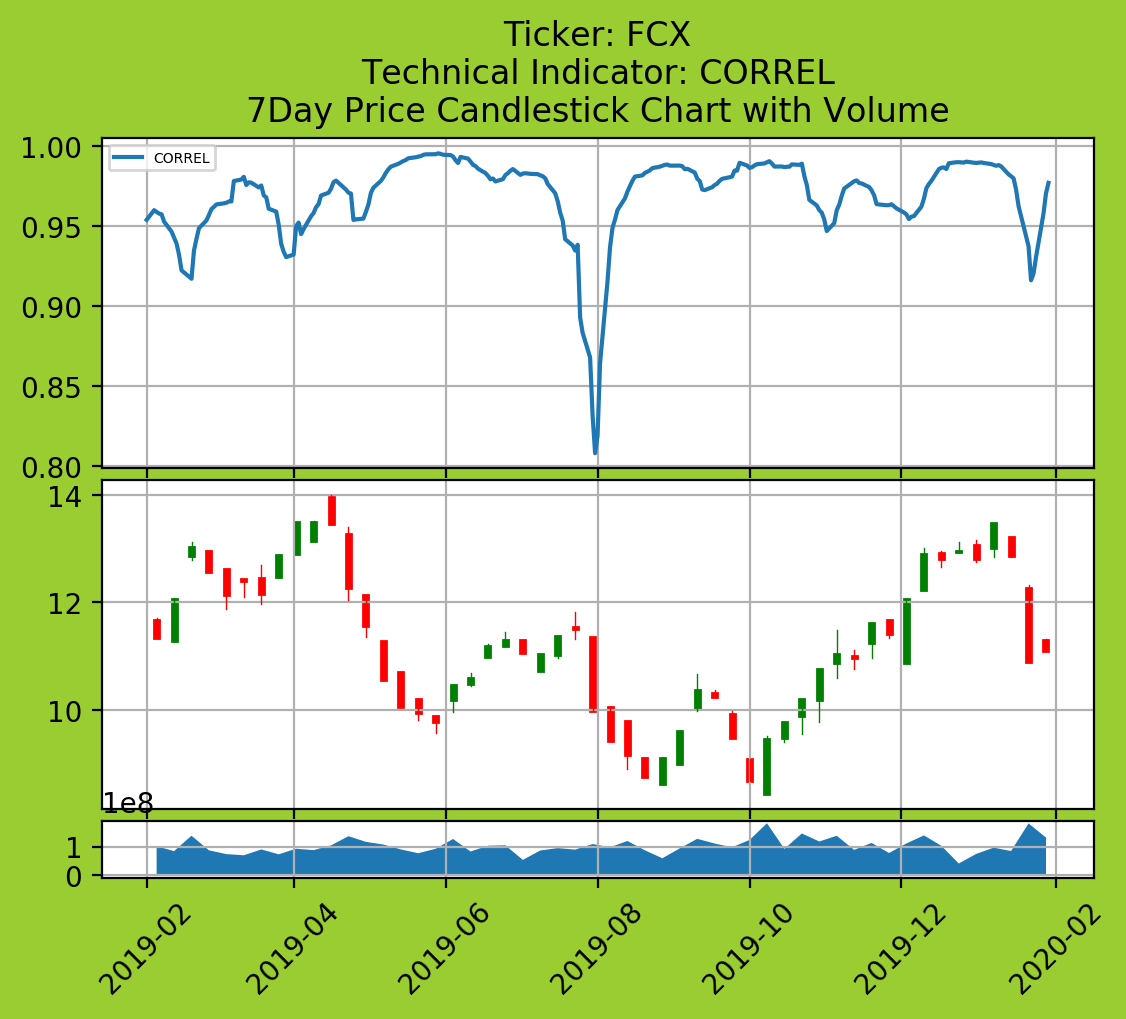 Ticker: FCX
Technical Indicator: CORREL
7Day Price Candlestick Chart with Volume
1.00
CORREL
0.95
0.90
0.85
0.80
14
12
10
1e8
1
0
2019-02 2019-04 2019-06 2019-08 2019-10 2019-12 2020-02